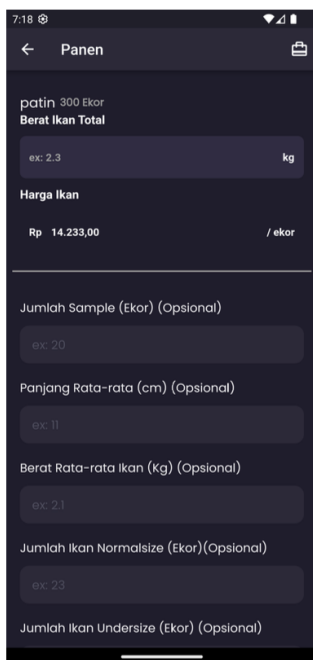 7:18
Panen
patin 300 Ekor
Berat Ikan Total
ex: 2.3 kg
Harga Ikan
Rp 14.233,00 / ekor
Jumlah Sample (Ekor) (Opsional)
ex: 20
Panjang Rata-rata (cm) (Opsional)
ex: 11
Berat Rata-rata Ikan (Kg) (Opsional)
ex: 2.1
Jumlah Ikan Normalsize (Ekor)(Opsional)
ex: 23
Jumlah Ikan Undersize (Ekor) (Opsional)